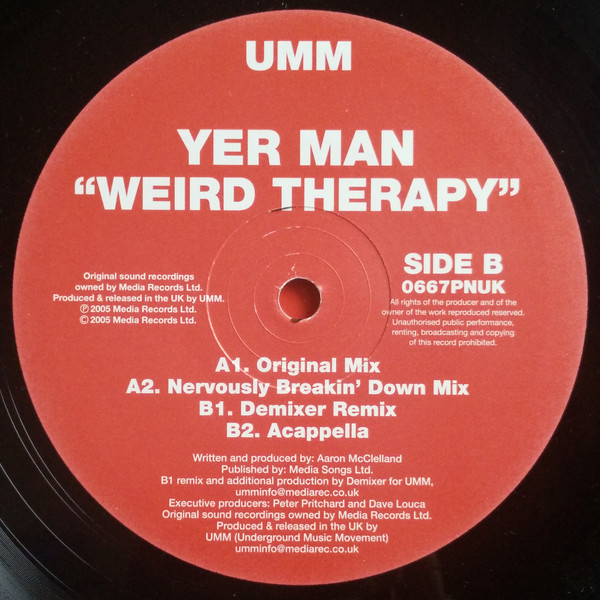 UMM
YER MAN
“WEIRD THERAPY”
Original sound recordings
owned by Media Records Ltd.
Produced & released in the UK by UMM.
℗ 2005 Media Records Ltd.
© 2005 Media Records Ltd.
SIDE B
0667PNUK
All rights of the producer and of the
owner of the work reproduced reserved.
Unauthorised public performance,
renting, broadcasting and copying
of this record prohibited.
A1. Original Mix
A2. Nervously Breakin’ Down Mix
B1. Demixer Remix
B2. Acappella
Written and produced by: Aaron McClelland
Published by: Media Songs Ltd.
B1 remix and additional production by Demixer for UMM,
umminfo@mediarec.co.uk
Executive producers: Peter Pritchard and Dave Louca
Original sound recordings owned by Media Records Ltd.
Produced & released in the UK by
UMM (Underground Music Movement)
umminfo@mediarec.co.uk